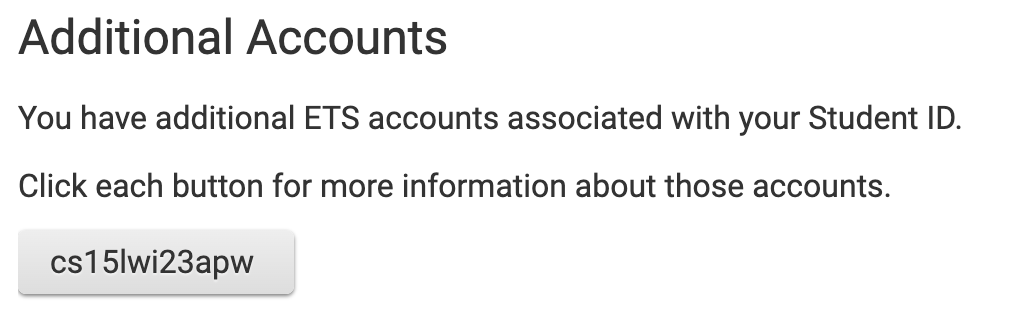 Additional Accounts
You have additional ETS accounts associated with your Student ID.
Click each button for more information about those accounts.
cs15lwi23apw